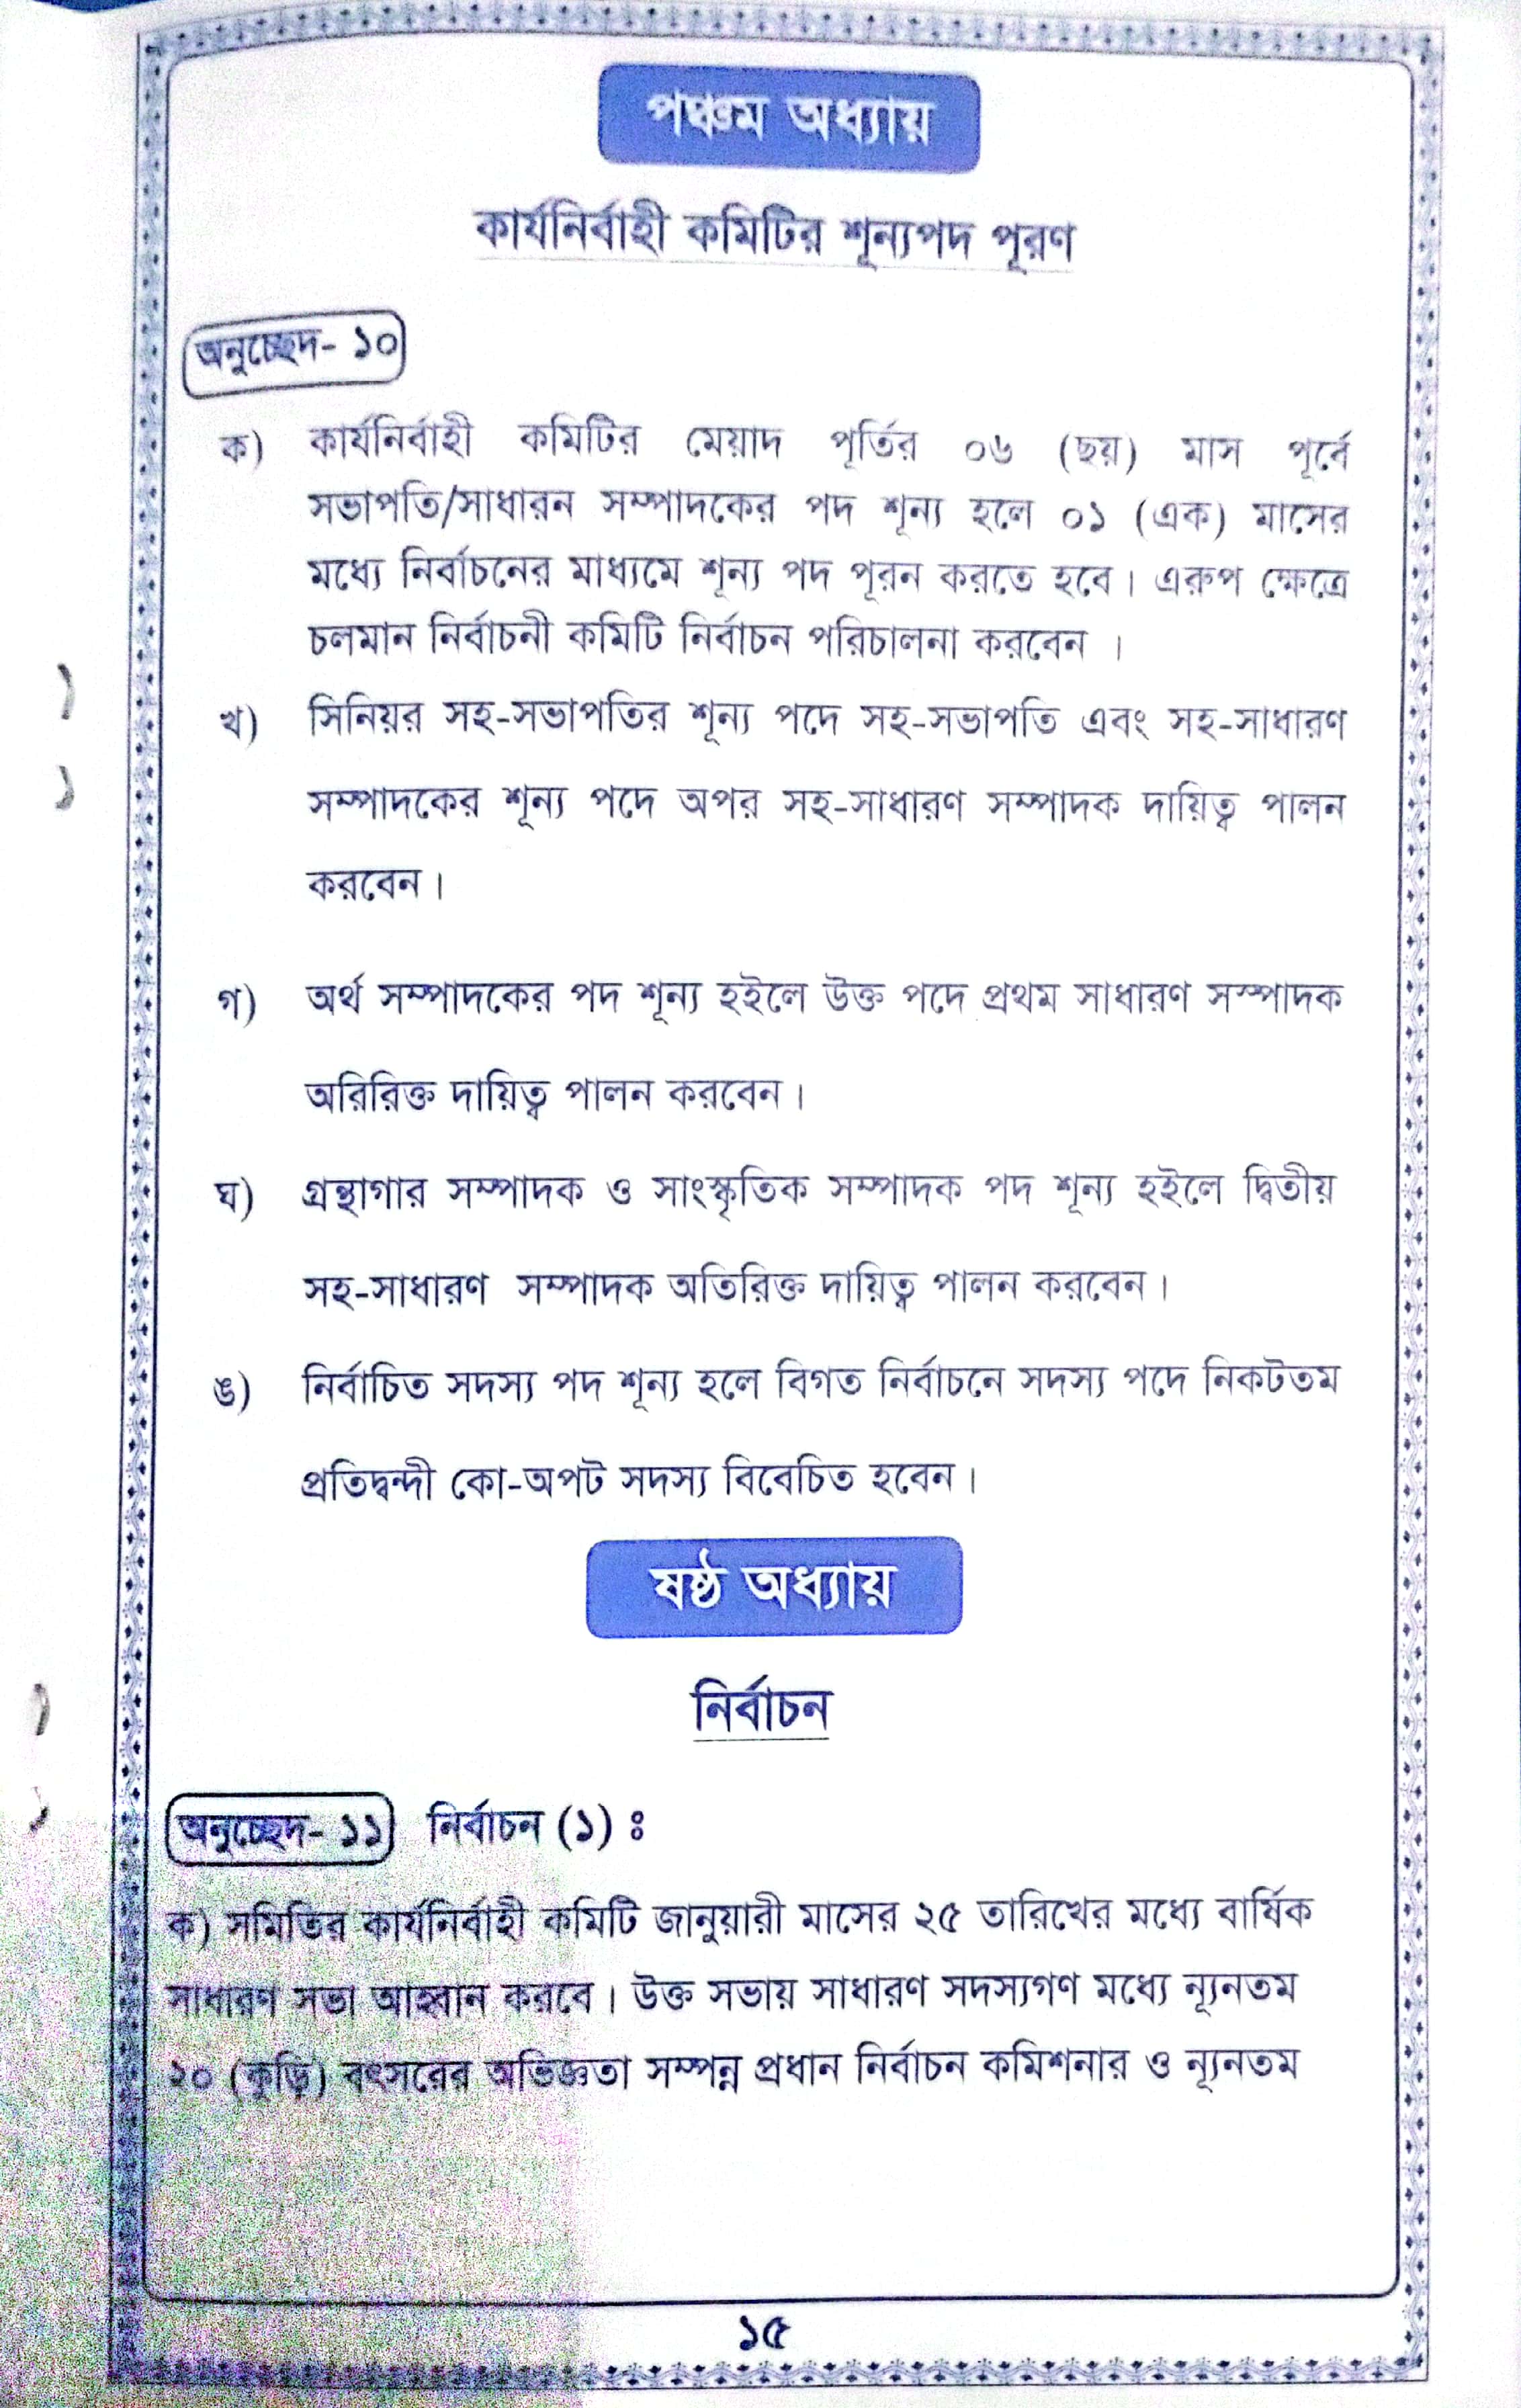 পঞ্চম অধ্যায়
কার্যনির্বাহী কমিটির শূন্যপদ পূরণ
অনুচ্ছেদ- ১০
ক) কার্যনির্বাহী কমিটির মেয়াদ পূর্তির ০৬ (ছয়) মাস পূর্বে
সভাপতি/সাধারন সম্পাদকের পদ শূন্য হলে ০১ (এক) মাসের
মধ্যে নির্বাচনের মাধ্যমে শূন্য পদ পূরন করতে হবে। এরুপ ক্ষেত্রে
চলমান নির্বাচনী কমিটি নির্বাচন পরিচালনা করবেন ।
খ) সিনিয়র সহ-সভাপতির শূন্য পদে সহ-সভাপতি এবং সহ-সাধারণ
সম্পাদকের শূন্য পদে অপর সহ-সাধারণ সম্পাদক দায়িত্ব পালন
করবেন।
গ) অর্থ সম্পাদকের পদ শূন্য হইলে উক্ত পদে প্রথম সাধারণ সস্পাদক
অরিরিক্ত দায়িত্ব পালন করবেন।
ঘ) গ্রন্থাগার সম্পাদক ও সাংস্কৃতিক সম্পাদক পদ শূন্য হইলে দ্বিতীয়
সহ-সাধারণ সম্পাদক অতিরিক্ত দায়িত্ব পালন করবেন।
ঙ) নির্বাচিত সদস্য পদ শূন্য হলে বিগত নির্বাচনে সদস্য পদে নিকটতম
প্রতিদ্বন্দী কো-অপট সদস্য বিবেচিত হবেন।
ষষ্ঠ অধ্যায়
নির্বাচন
অনুচ্ছেদ- ১১ নির্বাচন (১) ঃ
ক) সমিতির কার্যনির্বাহী কমিটি জানুয়ারী মাসের ২৫ তারিখের মধ্যে বার্ষিক
সাধারণ সভা আহ্বান করবে। উক্ত সভায় সাধারণ সদস্যগণ মধ্যে ন্যূনতম
২০ (কুড়ি) বৎসরের অভিজ্ঞতা সম্পন্ন প্রধান নির্বাচন কমিশনার ও ন্যূনতম
১৫